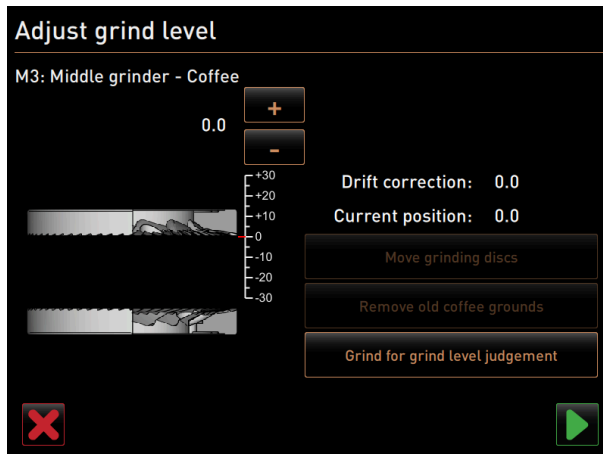 Adjust grind level
M3: Middle grinder - Coffee
+
0.0
-
+30
+20
+10
0
-10
-20
-30
Drift correction: 0.0
Current position: 0.0
Move grinding discs
Remove old coffee grounds
Grind for grind level judgement